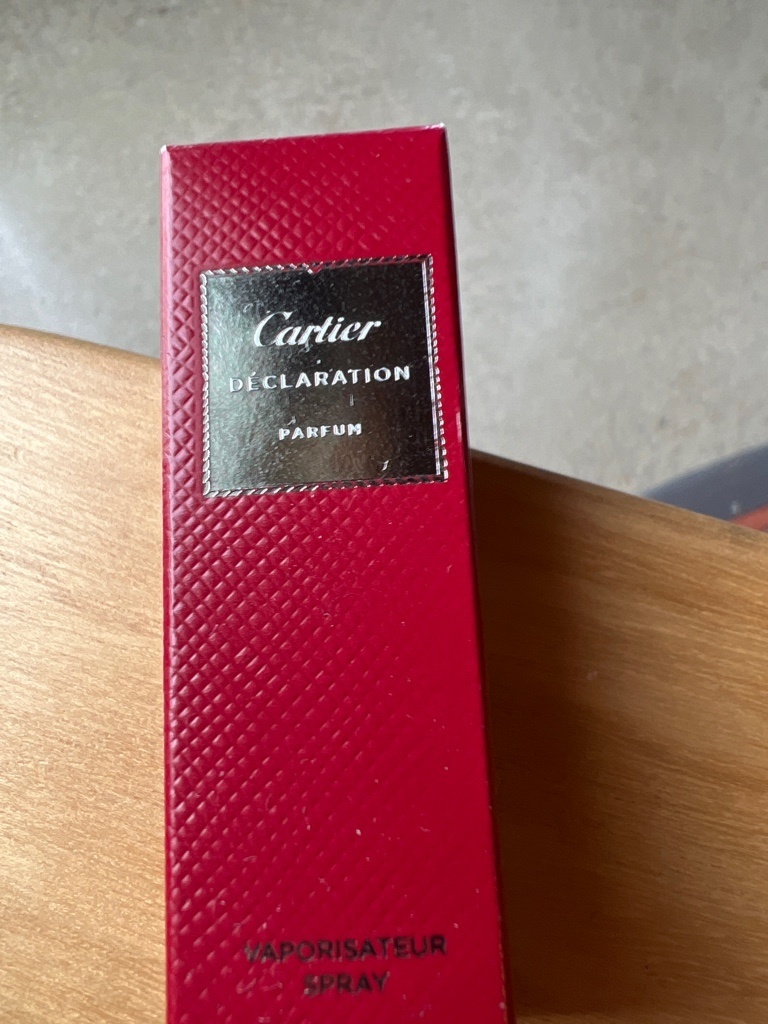 Cartier
DÉCLARATION
PARFUM
VAPORISATEUR
SPRAY